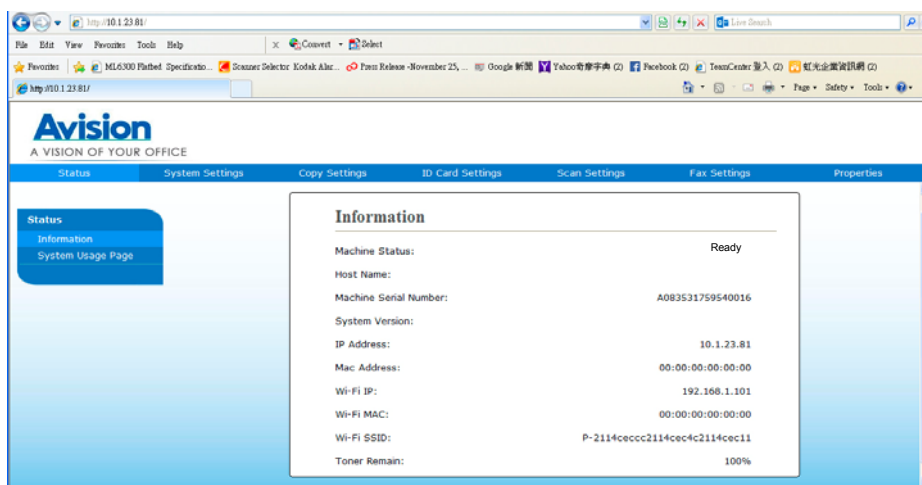 http://10.1.23.81/
Live Search
File Edit View Favorites Tools Help
x Convert Select
Favorites ML6300 Flatbed Specificatio... Scanner Selector Kodak Alar... Press Release -November 25, ... Google 新聞 Yahoo奇摩字典 (2) Facebook (2) TeamCenter 登入 (2) 虹光企業資訊網 (2)
http://10.1.23.81/
Page Safety Tools
Avision
A VISION OF YOUR OFFICE
Status System Settings Copy Settings ID Card Settings Scan Settings Fax Settings Properties
Status
Information
System Usage Page
Information
Machine Status: Ready
Host Name:
Machine Serial Number: A083531759540016
System Version:
IP Address: 10.1.23.81
Mac Address: 00:00:00:00:00:00
Wi-Fi IP: 192.168.1.101
Wi-Fi MAC: 00:00:00:00:00:00
Wi-Fi SSID: P-2114ceccc2114cec4c2114cec11
Toner Remain: 100%